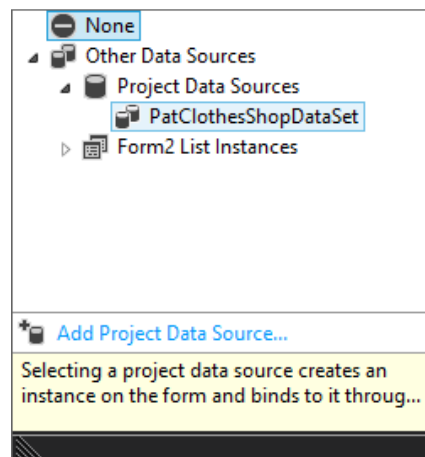 None
Other Data Sources
Project Data Sources
PatClothesShopDataSet
Form2 List Instances
Add Project Data Source...
Selecting a project data source creates an
instance on the form and binds to it throug...